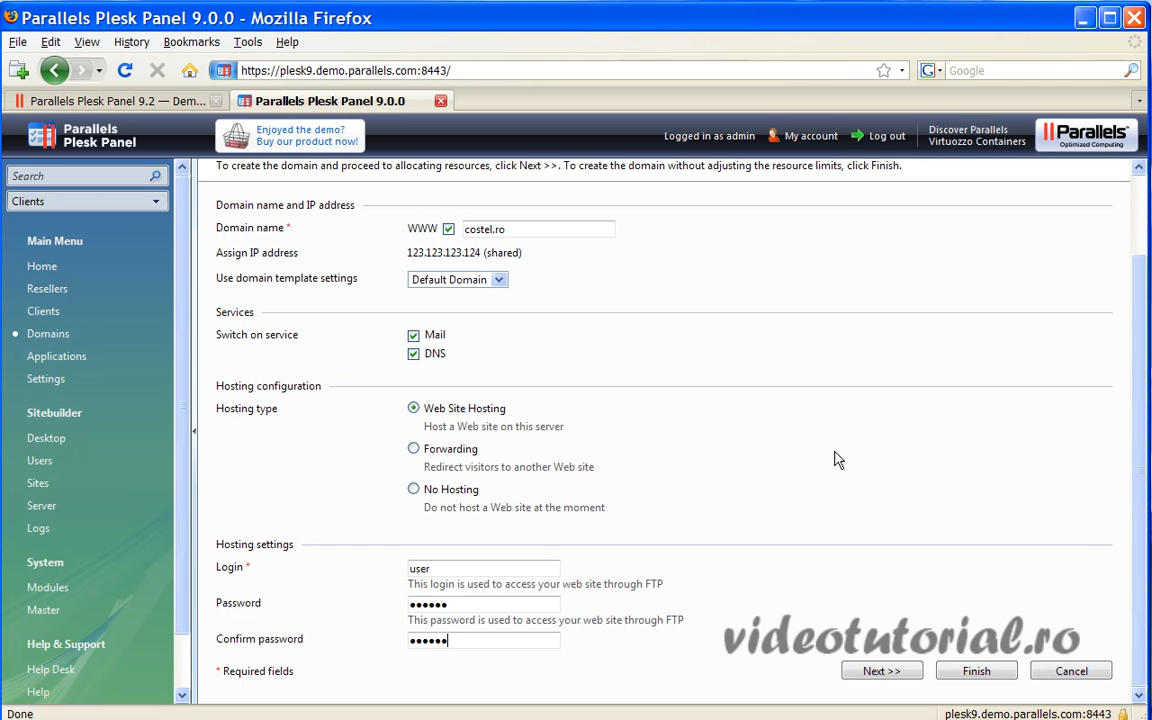 Parallels Plesk Panel 9.0.0 - Mozilla Firefox
File Edit View History Bookmarks Tools Help
https://plesk9.demo.parallels.com:8443/
Google
Parallels Plesk Panel 9.2 — Dem...
Parallels Plesk Panel 9.0.0
Parallels
Plesk Panel
Enjoyed the demo?
Buy our product now!
Logged in as admin
My account
Log out
Discover Parallels
Virtuozzo Containers
Parallels™
Optimized Computing
Search
Clients
Main Menu
Home
Resellers
Clients
Domains
Applications
Settings
Sitebuilder
Desktop
Users
Sites
Server
Logs
System
Modules
Master
Help & Support
Help Desk
Help
To create the domain and proceed to allocating resources, click Next >>. To create the domain without adjusting the resource limits, click Finish.
Domain name and IP address
Domain name * WWW costel.ro
Assign IP address 123.123.123.124 (shared)
Use domain template settings Default Domain
Services
Switch on service Mail
DNS
Hosting configuration
Hosting type Web Site Hosting
Host a Web site on this server
Forwarding
Redirect visitors to another Web site
No Hosting
Do not host a Web site at the moment
Hosting settings
Login * user
This login is used to access your web site through FTP
Password ••••••
This password is used to access your web site through FTP
Confirm password ••••••
* Required fields
Next >> Finish Cancel
videotutorial.ro
Done
plesk9.demo.parallels.com:8443